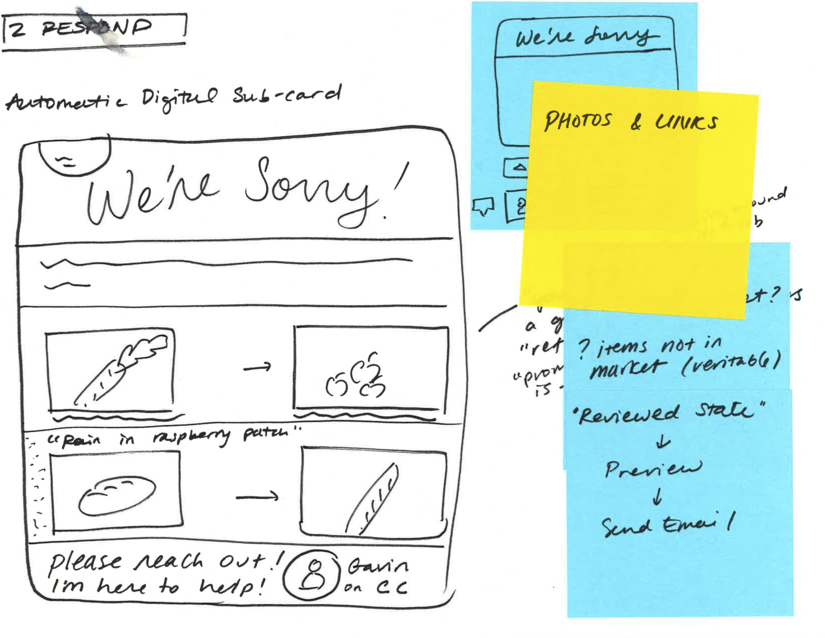 2 RESPOND
Automatic Digital Sub-card
We're Sorry!
"Rain in raspberry patch"
please reach out!
I'm here to help!
Gavin
on CC
We're Sorry
PHOTOS & LINKS
? is
a
"ret
"prom
is
? items not in
market (veritable)
"Reviewed State"
Preview
Send Email